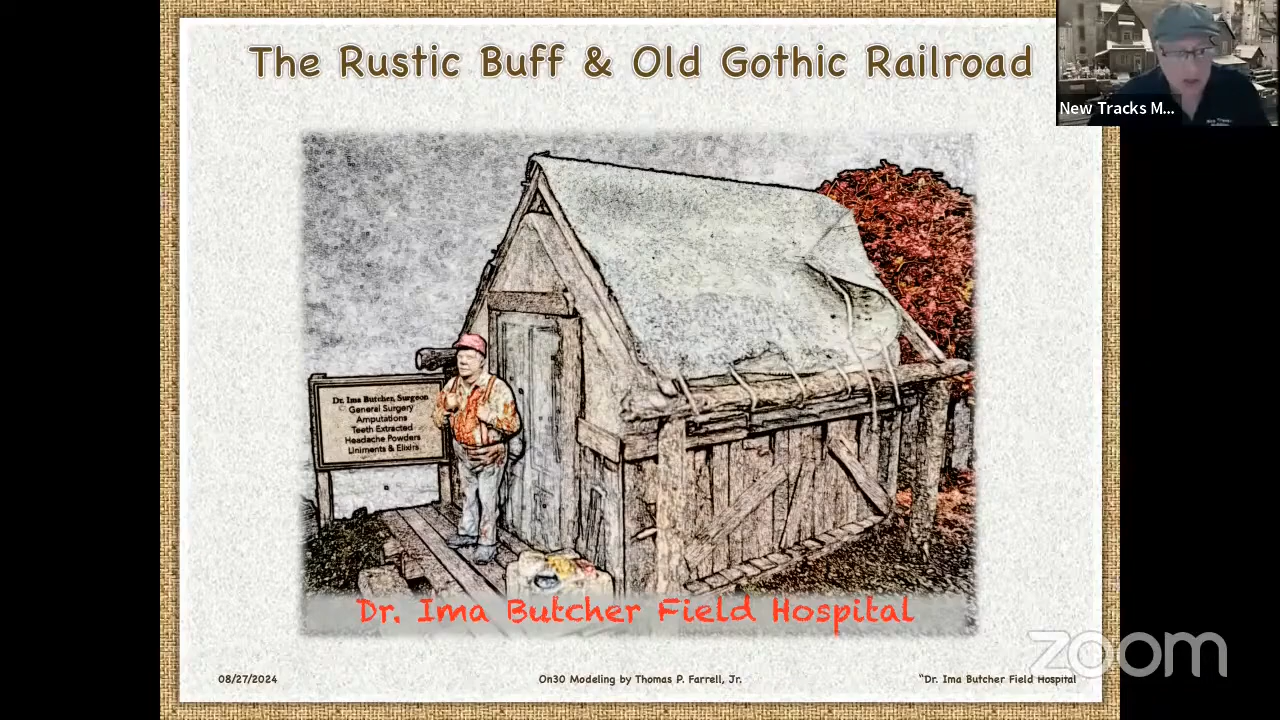 The Rustic Buff & Old Gothic Railroad
New Tracks M...
Dr. Ima Butcher, Surgeon
General Surgery
Amputations
Teeth Extracted
Headache Powders
Liniments & Elixirs
Dr. Ima Butcher Field Hospital
zoom
08/27/2024
On30 Modeling by Thomas P. Farrell, Jr.
"Dr. Ima Butcher Field Hospital